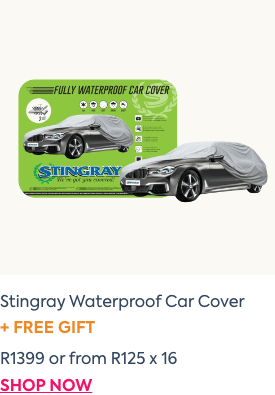 FULLY WATERPROOF CAR COVER
STINGRAY
We've got you covered!
Stingray Waterproof Car Cover
+ FREE GIFT
R1399 or from R125 x 16
SHOP NOW